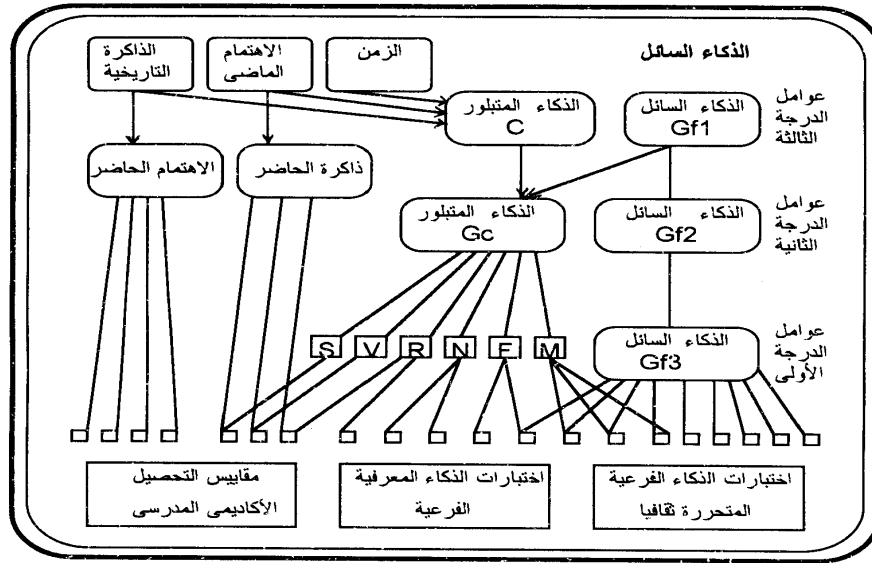 الذكاء السائل
الزمن
الاهتمام
الماضى
الذاكرة
التاريخية
عوامل
الدرجة
الثالثة
الذكاء السائل
Gf1
الذكاء المتبلور
C
ذاكرة الحاضر
الاهتمام الحاضر
عوامل
الدرجة
الثانية
الذكاء السائل
Gf2
الذكاء المتبلور
Gc
عوامل
الدرجة
الأولى
الذكاء السائل
Gf3
S V R N F M
اختبارات الذكاء الفرعية
المتحررة ثقافيا
اختبارات الذكاء المعرفية
الفرعية
مقاييس التحصيل
الأكاديمى المدرسى